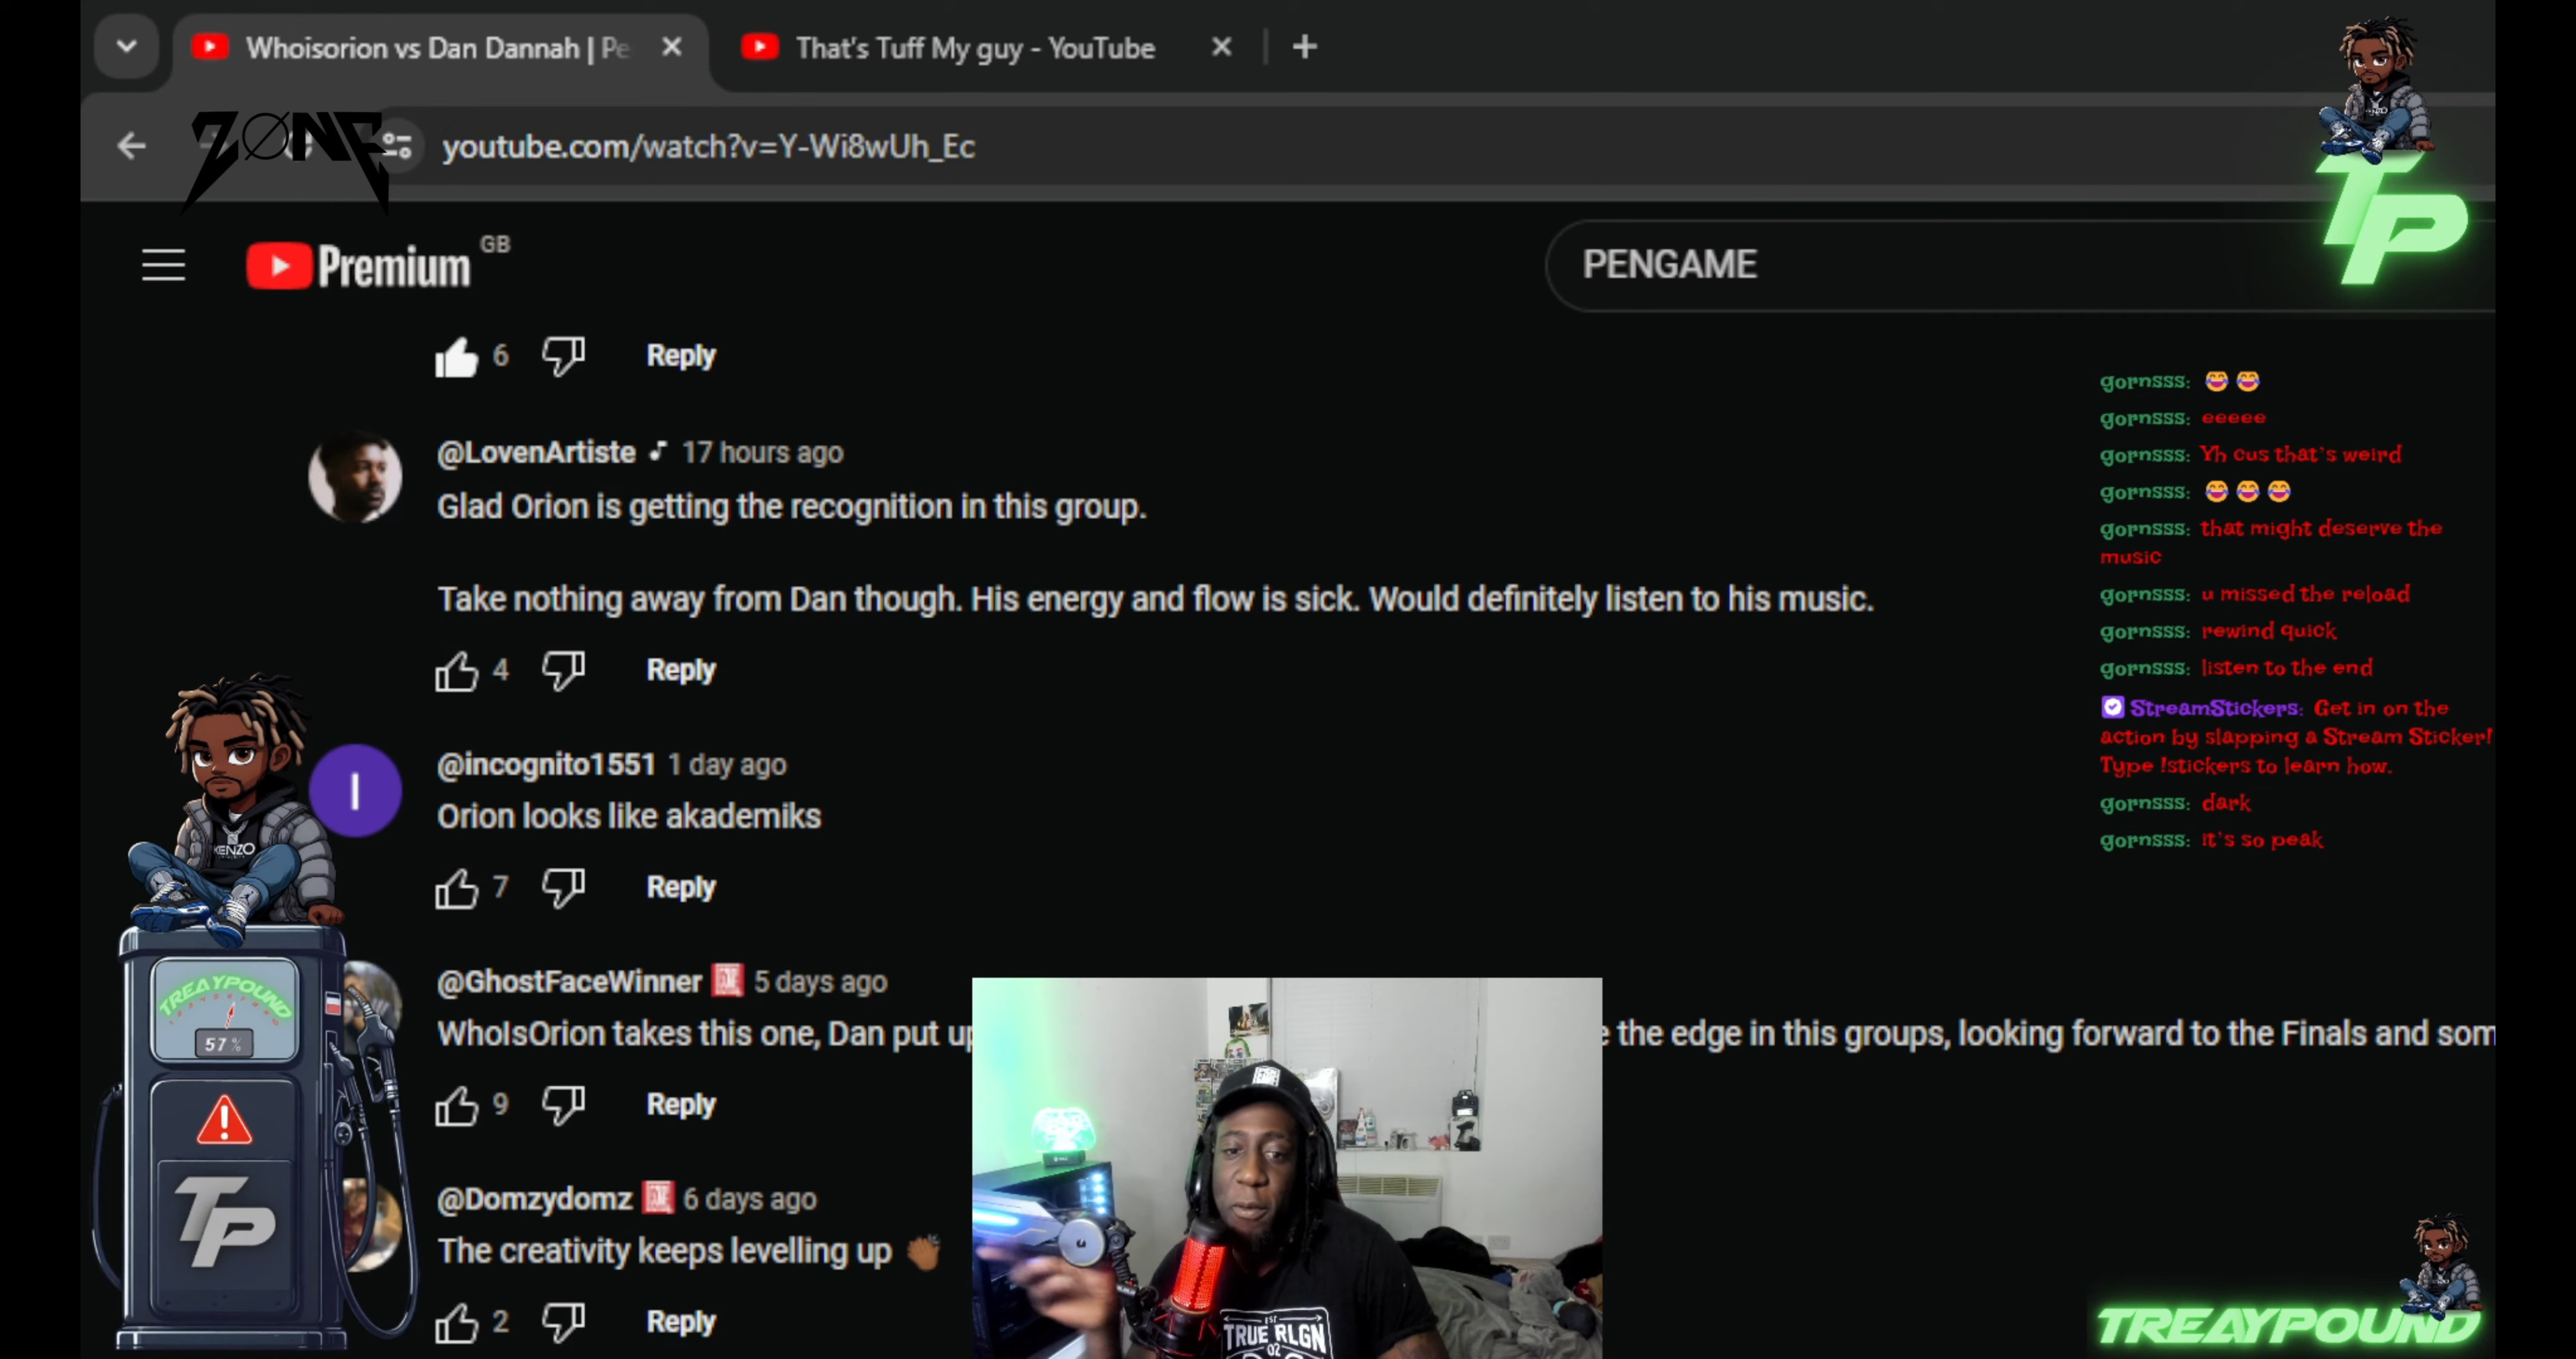 Whoisorion vs Dan Dannah | Pe
That's Tuff My guy - YouTube
ZØNE
youtube.com/watch?v=Y-Wi8wUh_Ec
TP
Premium GB
PENGAME
6 Reply
@LovenArtiste 17 hours ago
Glad Orion is getting the recognition in this group.
Take nothing away from Dan though. His energy and flow is sick. Would definitely listen to his music.
4 Reply
@incognito1551 1 day ago
I
Orion looks like akademiks
7 Reply
@GhostFaceWinner 5 days ago
WhoIsOrion takes this one, Dan put up
e the edge in this groups, looking forward to the Finals and som
9 Reply
@Domzydomz 6 days ago
The creativity keeps levelling up
2 Reply
gornsss:
gornsss: eeeee
gornsss: Yh cus that's weird
gornsss:
gornsss: that might deserve the
music
gornsss: u missed the reload
gornsss: rewind quick
gornsss: listen to the end
StreamStickers: Get in on the
action by slapping a Stream Sticker!
Type !stickers to learn how.
gornsss: dark
gornsss: it's so peak
KENZO
TREAYPOUND
57 %
TP
EST
TRUE RLGN
02
TREAYPOUND